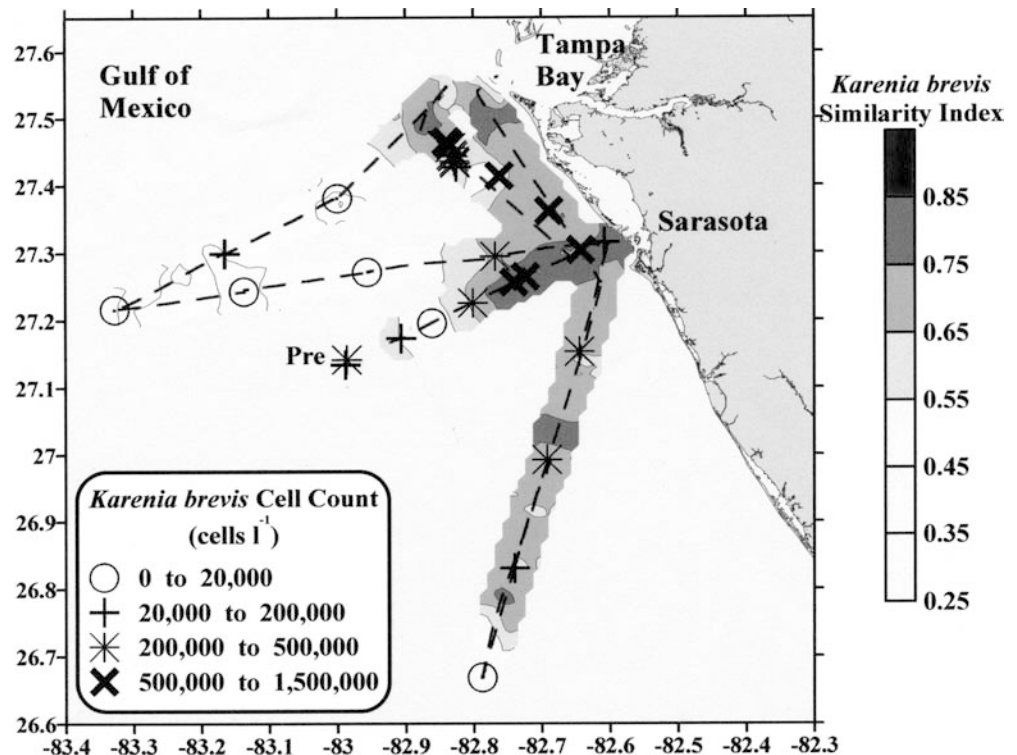 Gulf of
Mexico
Tampa
Bay
Sarasota
Pre
27.6
27.5
27.4
27.3
27.2
27.1
27
26.9
26.8
26.7
26.6
-83.4
-83.3
-83.2
-83.1
-83
-82.9
-82.8
-82.7
-82.6
-82.5
-82.4
-82.3
Karenia brevis Cell Count
(cells l⁻¹)
0 to 20,000
20,000 to 200,000
200,000 to 500,000
500,000 to 1,500,000
Karenia brevis
Similarity Index
0.85
0.75
0.65
0.55
0.45
0.35
0.25